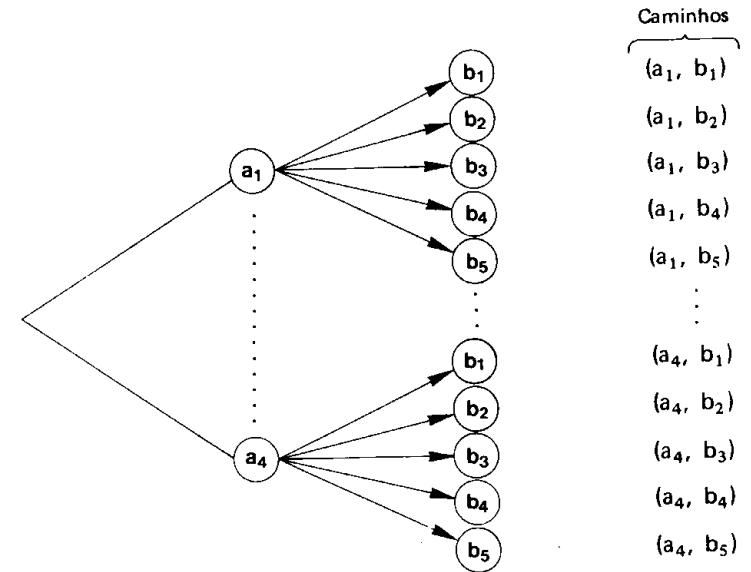 Caminhos
b₁ (a₁, b₁)
b₂ (a₁, b₂)
a₁ b₃ (a₁, b₃)
b₄ (a₁, b₄)
b₅ (a₁, b₅)
b₁ (a₄, b₁)
b₂ (a₄, b₂)
a₄ b₃ (a₄, b₃)
b₄ (a₄, b₄)
b₅ (a₄, b₅)